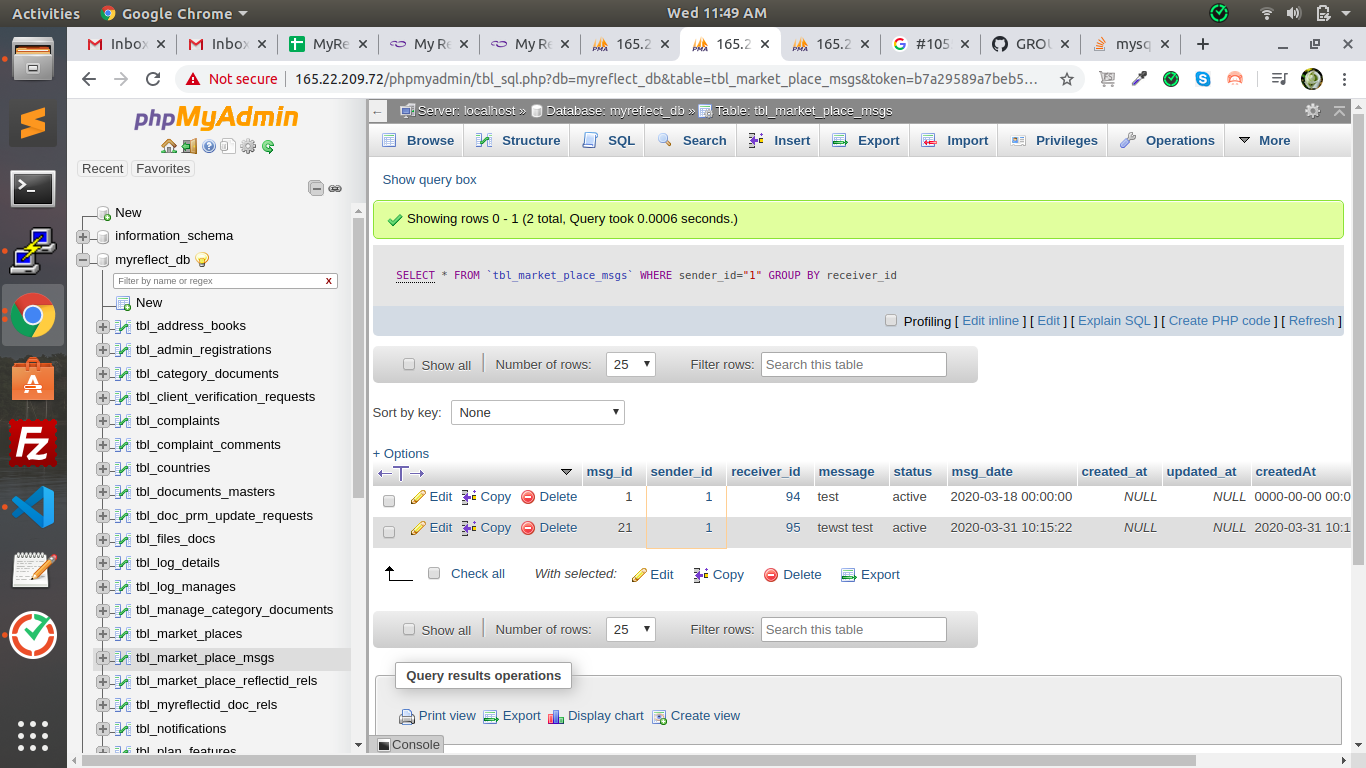 Activities Google Chrome Wed 11:49 AM
Inbox Inbox MyRe My Re My Re 165.2 165.2 165.2 #105 GROU mysq
Not secure 165.22.209.72/phpmyadmin/tbl_sql.php?db=myreflect_db&table=tbl_market_place_msgs&token=b7a29589a7beb5...
phpMyAdmin
Recent Favorites
New
information_schema
myreflect_db
Filter by name or regex X
New
tbl_address_books
tbl_admin_registrations
tbl_category_documents
tbl_client_verification_requests
tbl_complaints
tbl_complaint_comments
tbl_countries
tbl_documents_masters
tbl_doc_prm_update_requests
tbl_files_docs
tbl_log_details
tbl_log_manages
tbl_manage_category_documents
tbl_market_places
tbl_market_place_msgs
tbl_market_place_reflectid_rels
tbl_myreflectid_doc_rels
tbl_notifications
tbl_plan_features
Server: localhost » Database: myreflect_db » Table: tbl_market_place_msgs
Browse Structure SQL Search Insert Export Import Privileges Operations More
Show query box
Showing rows 0 - 1 (2 total, Query took 0.0006 seconds.)
SELECT * FROM `tbl_market_place_msgs` WHERE sender_id="1" GROUP BY receiver_id
Profiling [ Edit inline ] [ Edit ] [ Explain SQL ] [ Create PHP code ] [ Refresh ]
Show all Number of rows: 25 Filter rows: Search this table
Sort by key: None
+ Options
msg_id sender_id receiver_id message status msg_date created_at updated_at createdAt
Edit Copy Delete 1 1 94 test active 2020-03-18 00:00:00 NULL NULL 0000-00-00 00:0
Edit Copy Delete 21 1 95 tewst test active 2020-03-31 10:15:22 NULL NULL 2020-03-31 10:1
Check all With selected: Edit Copy Delete Export
Show all Number of rows: 25 Filter rows: Search this table
Query results operations
Print view Export Display chart Create view
Console